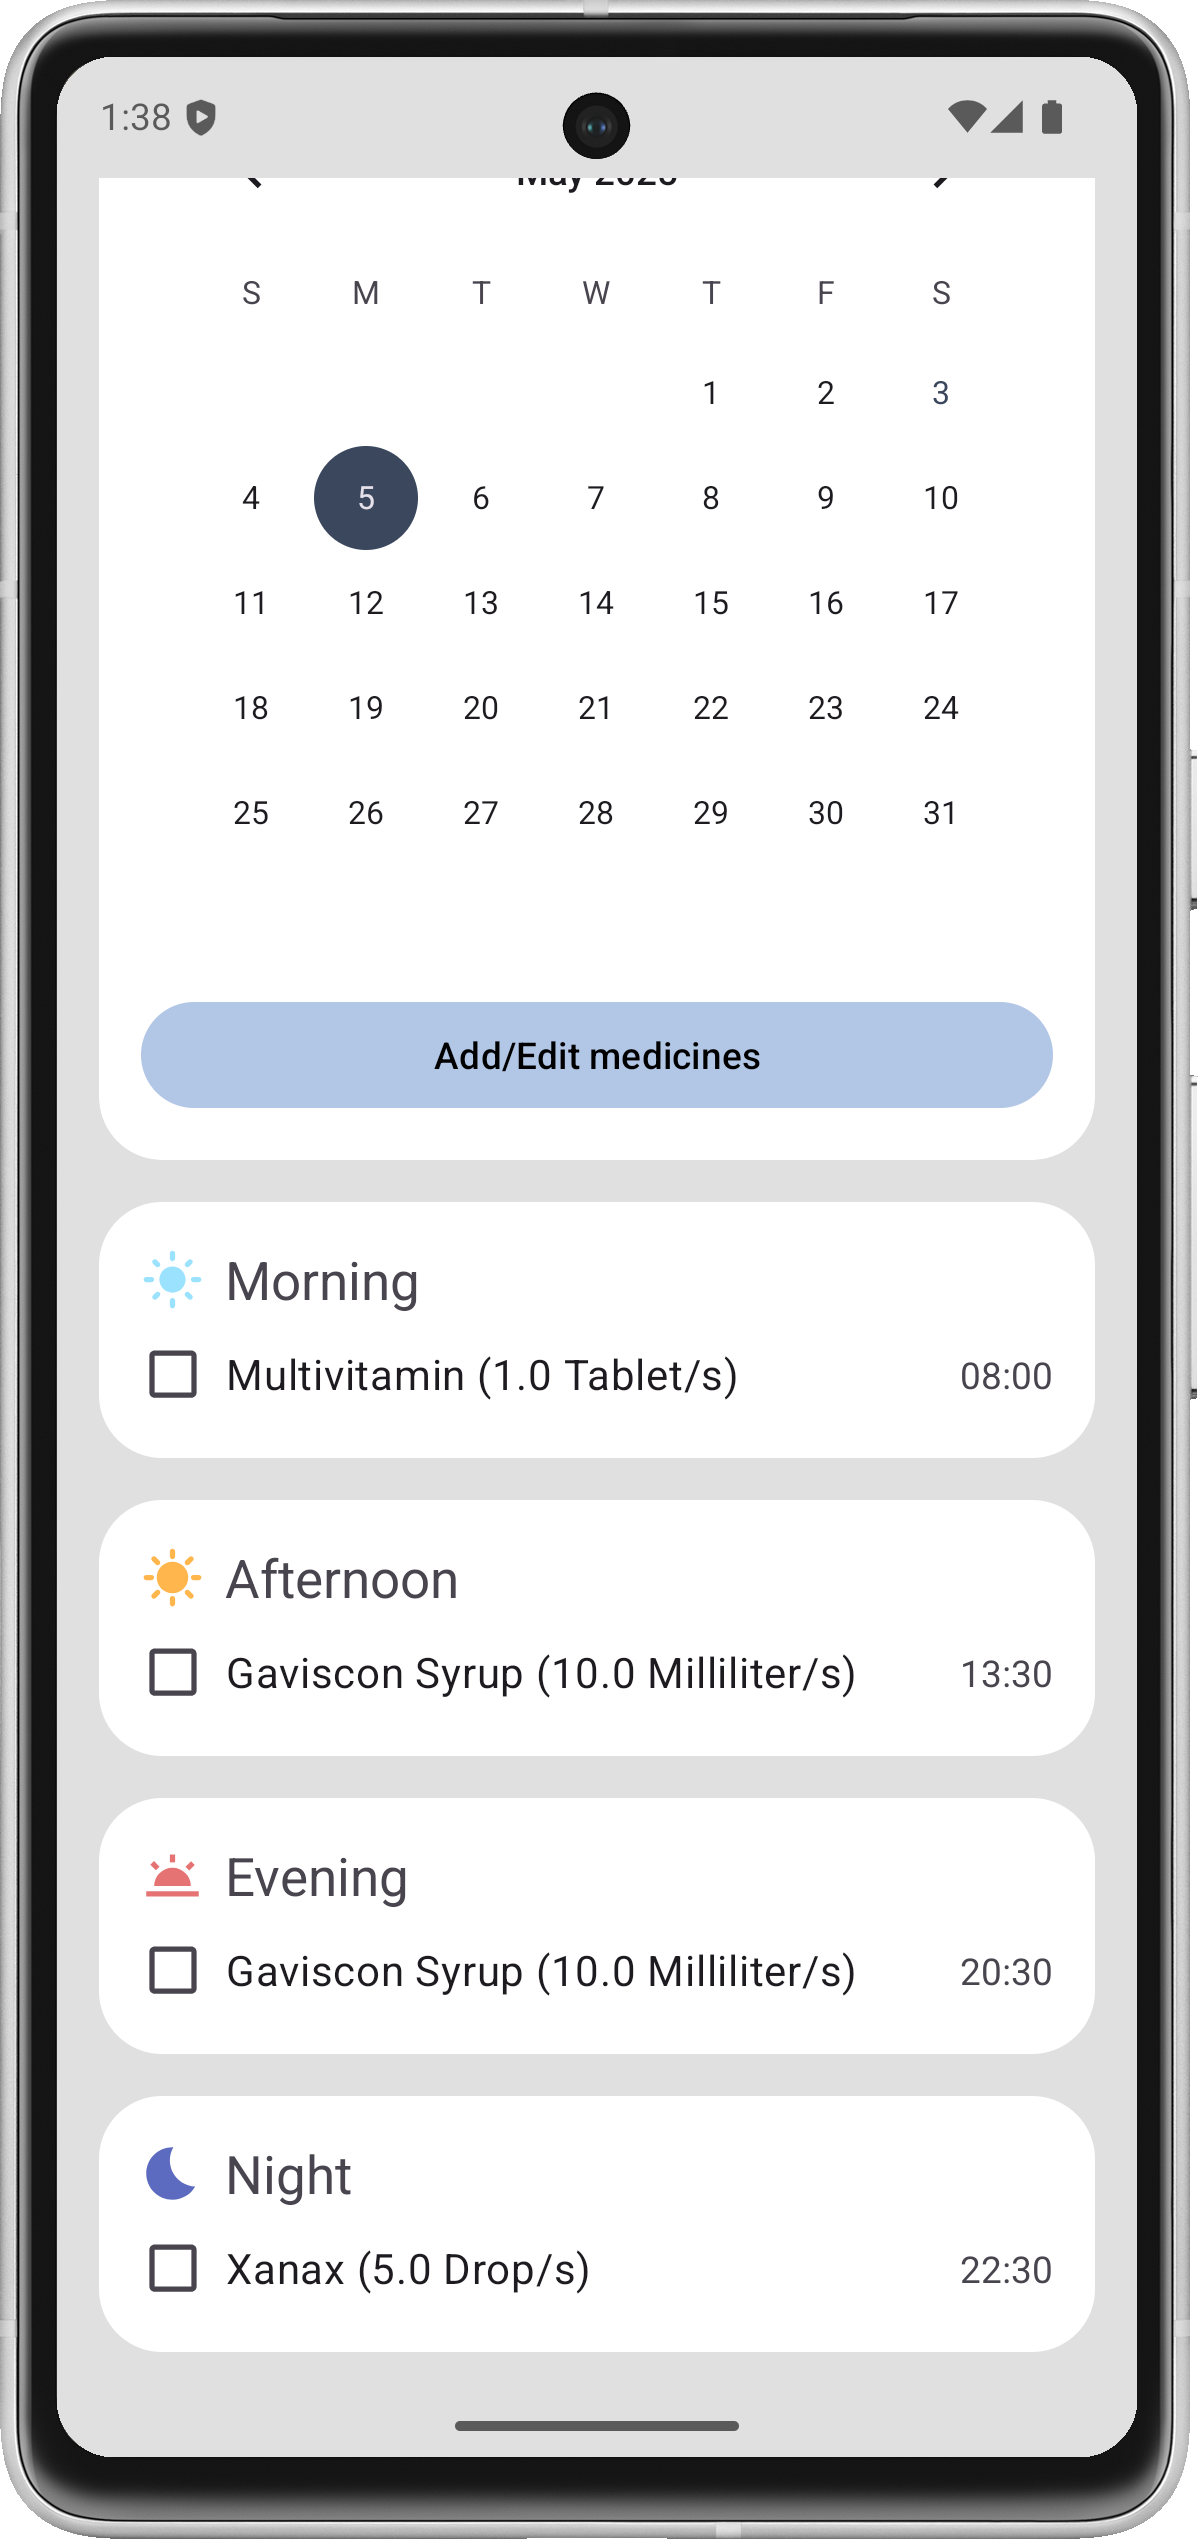 1:38
May
S M T W T F S
1 2 3
4 5 6 7 8 9 10
11 12 13 14 15 16 17
18 19 20 21 22 23 24
25 26 27 28 29 30 31
Add/Edit medicines
Morning
Multivitamin (1.0 Tablet/s) 08:00
Afternoon
Gaviscon Syrup (10.0 Milliliter/s) 13:30
Evening
Gaviscon Syrup (10.0 Milliliter/s) 20:30
Night
Xanax (5.0 Drop/s) 22:30